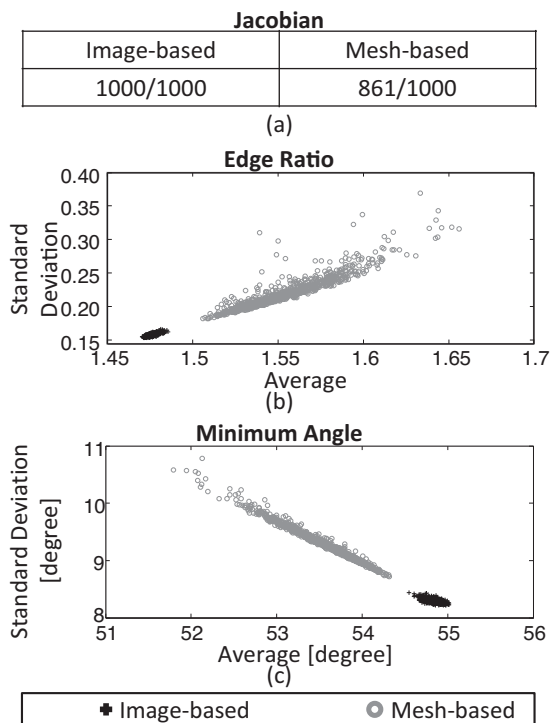 Jacobian
Image-based Mesh-based
1000/1000 861/1000
(a)
Edge Ratio
Standard
Deviation
0.40
0.35
0.30
0.25
0.20
0.15
1.45 1.5 1.55 1.6 1.65 1.7
Average
(b)
Minimum Angle
Standard Deviation
[degree]
11
10
9
8
51 52 53 54 55 56
Average [degree]
(c)
Image-based Mesh-based